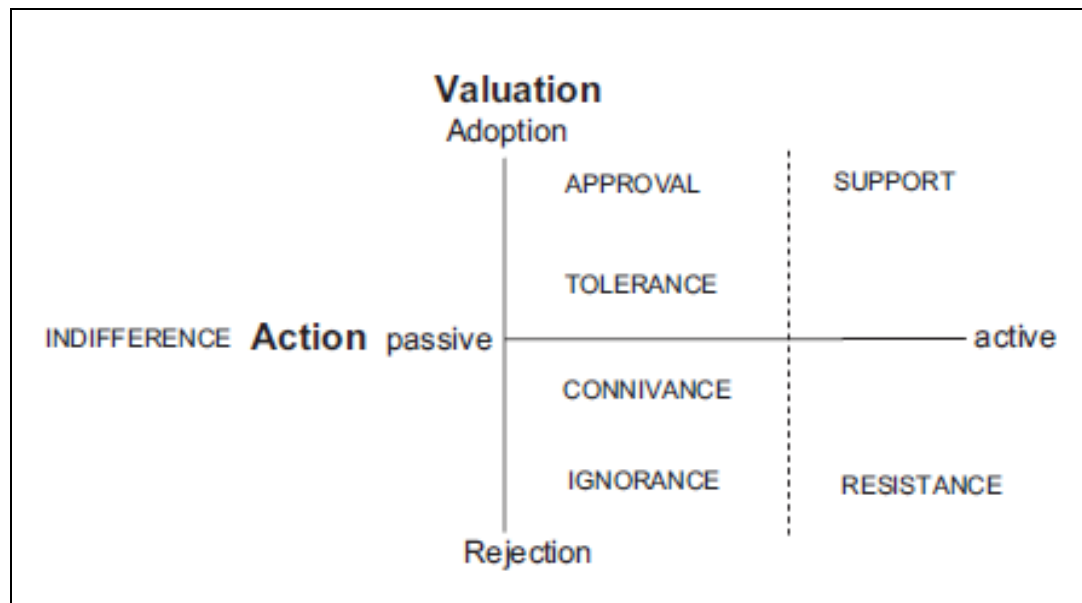 Valuation
Adoption
APPROVAL SUPPORT
TOLERANCE
INDIFFERENCE Action passive active
CONNIVANCE
IGNORANCE RESISTANCE
Rejection